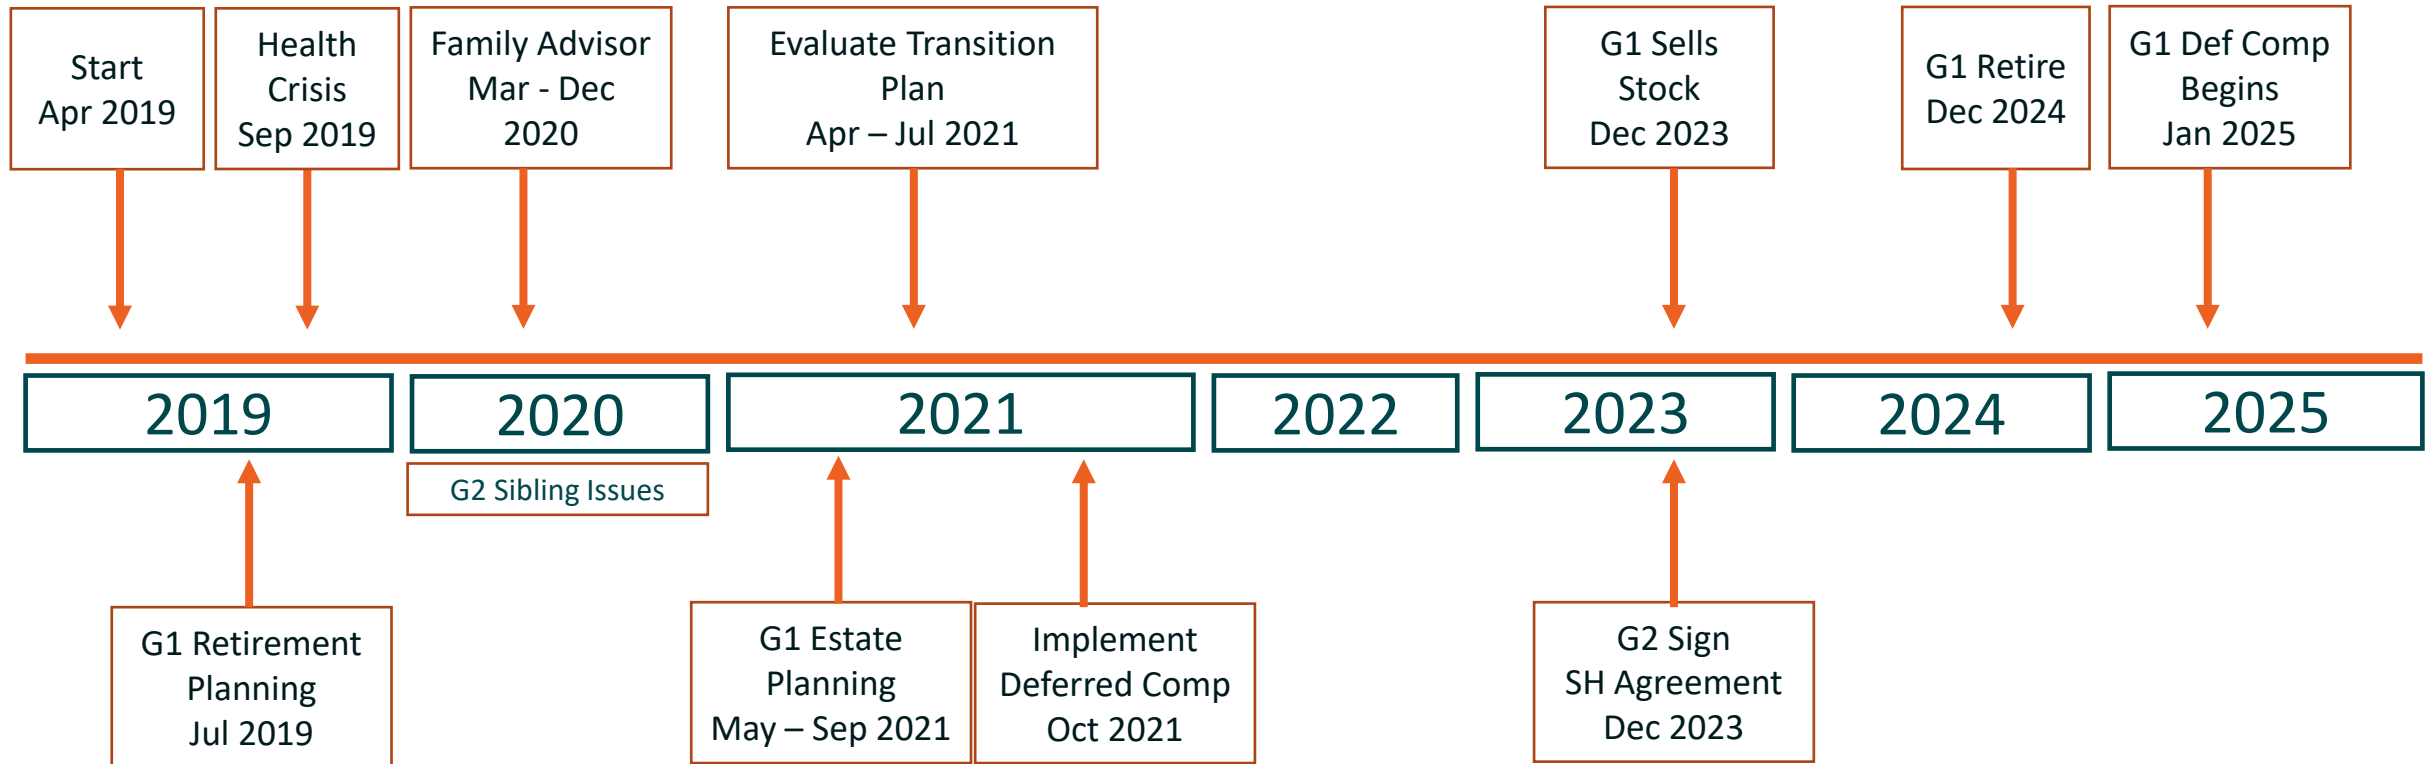 Start
Apr 2019
Health
Crisis
Sep 2019
Family Advisor
Mar - Dec
2020
Evaluate Transition
Plan
Apr – Jul 2021
G1 Sells
Stock
Dec 2023
G1 Retire
Dec 2024
G1 Def Comp
Begins
Jan 2025
2019
2020
2021
2022
2023
2024
2025
G2 Sibling Issues
G1 Retirement
Planning
Jul 2019
G1 Estate
Planning
May – Sep 2021
Implement
Deferred Comp
Oct 2021
G2 Sign
SH Agreement
Dec 2023